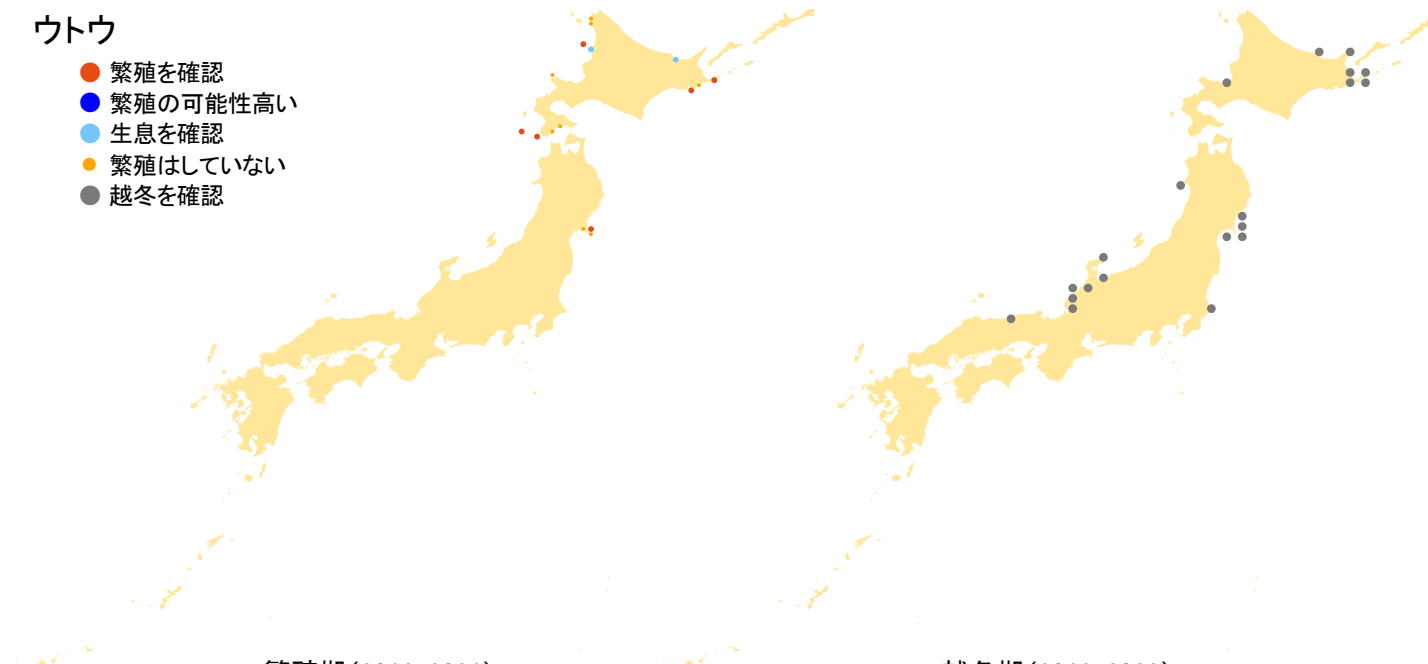 ウトウ
繁殖を確認
繁殖の可能性高い
生息を確認
繁殖はしていない
越冬を確認